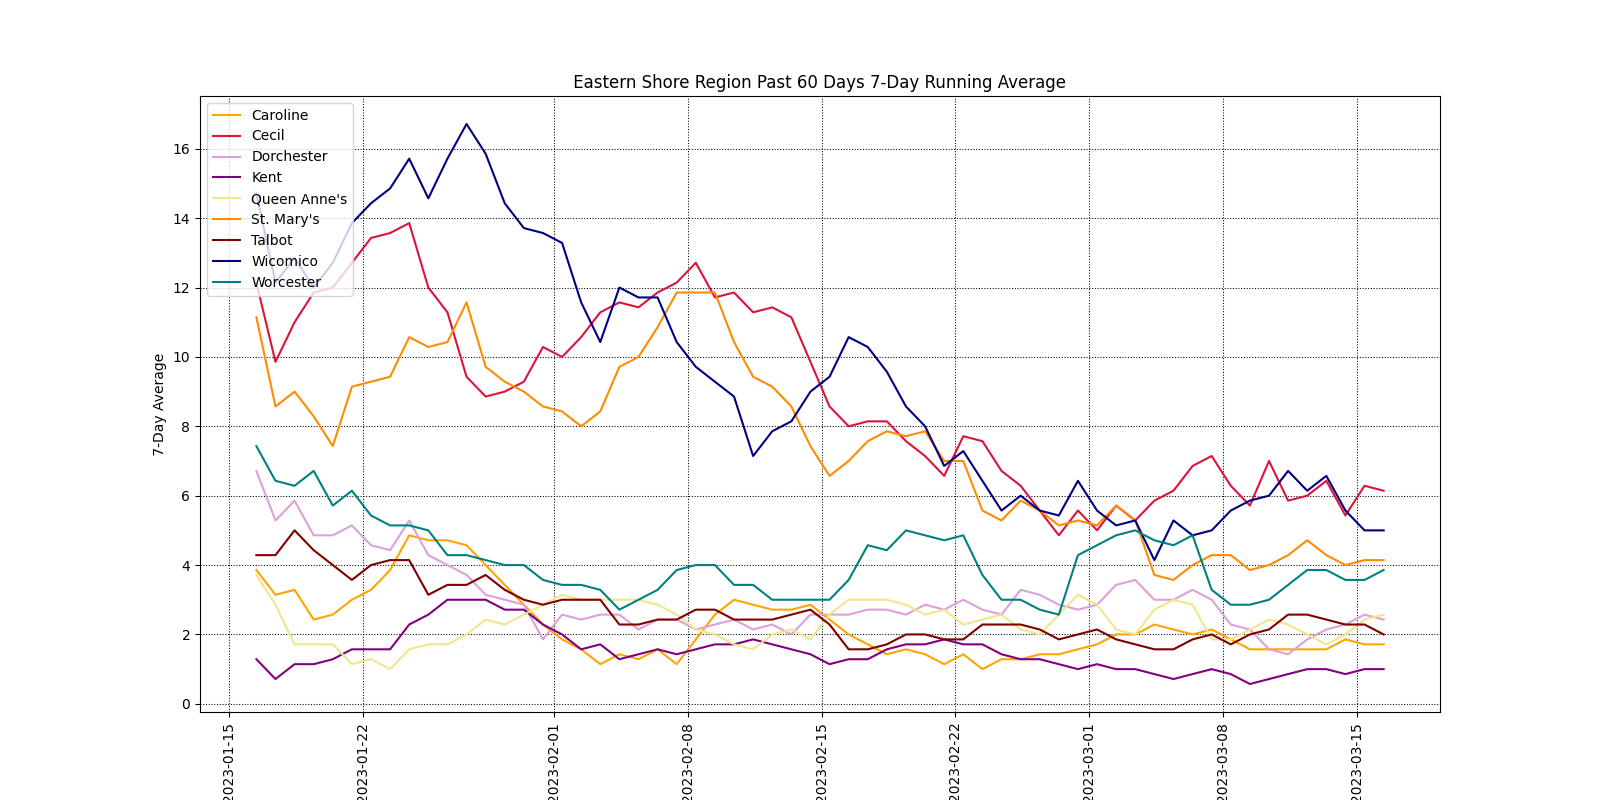 Eastern Shore Region Past 60 Days 7-Day Running Average
Caroline
Cecil
Dorchester
Kent
Queen Anne's
St. Mary's
Talbot
Wicomico
Worcester
7-Day Average
16
14
12
10
8
6
4
2
0
2023-01-15
2023-01-22
2023-02-01
2023-02-08
2023-02-15
2023-02-22
2023-03-01
2023-03-08
2023-03-15